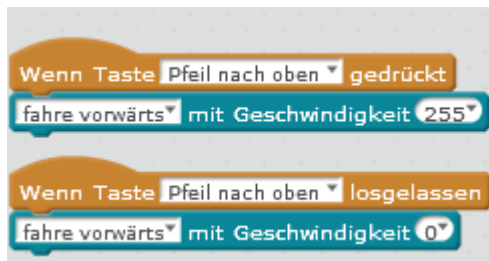 Wenn Taste Pfeil nach oben gedrückt
fahre vorwärts mit Geschwindigkeit 255
Wenn Taste Pfeil nach oben losgelassen
fahre vorwärts mit Geschwindigkeit 0